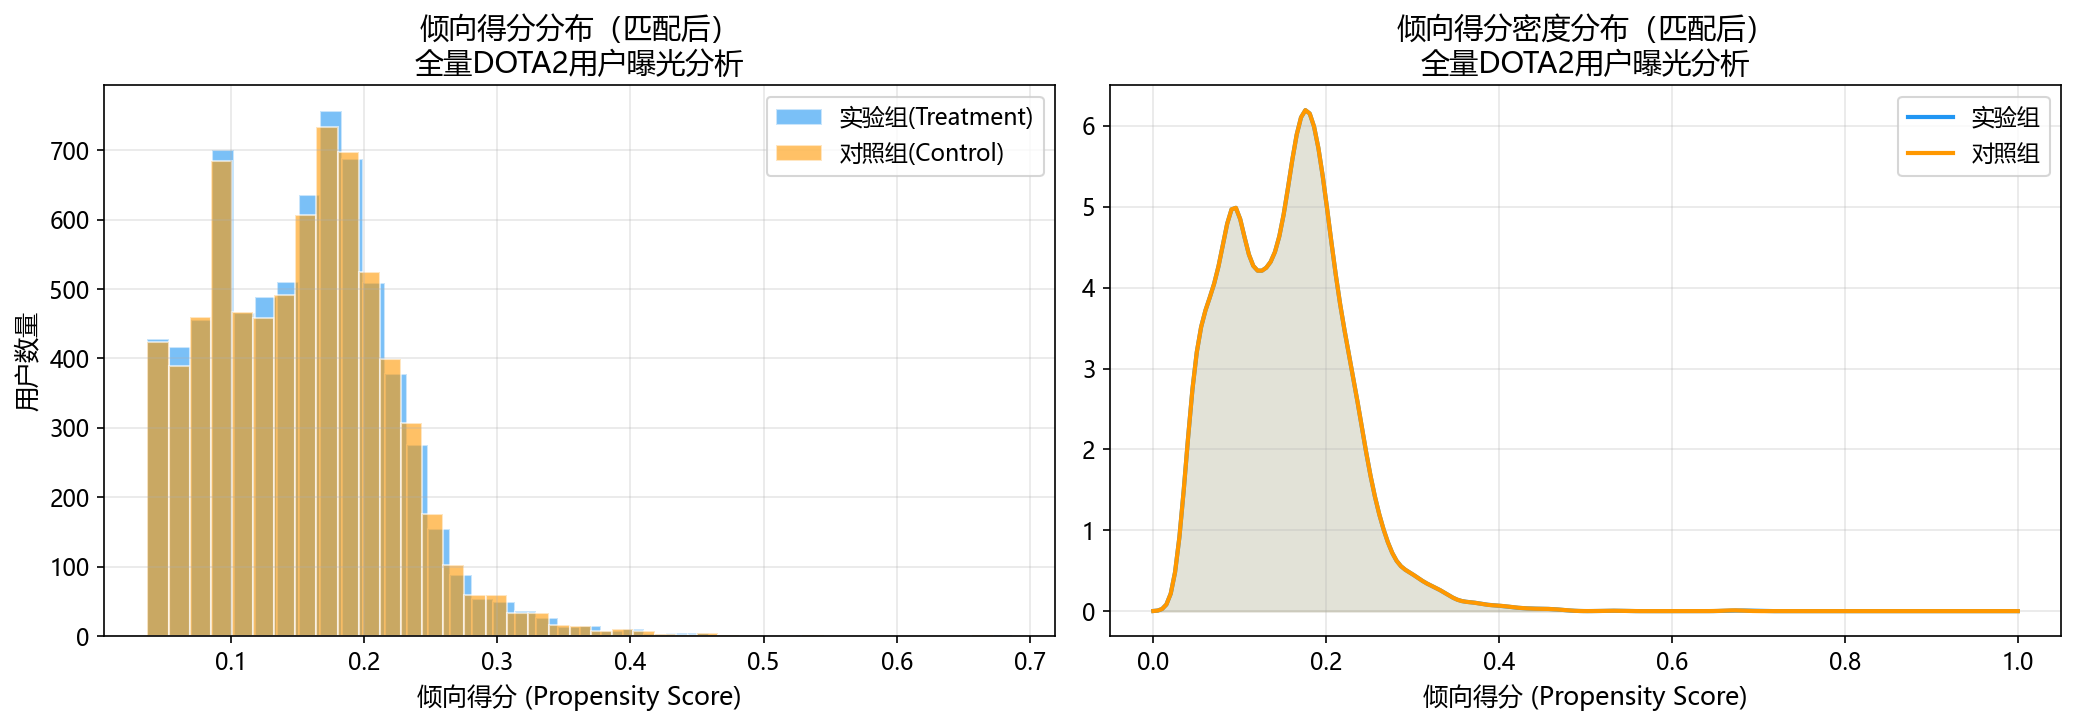 倾向得分分布（匹配后）
全量DOTA2用户曝光分析
实验组(Treatment)
对照组(Control)
用户数量
700
600
500
400
300
200
100
0
0.1 0.2 0.3 0.4 0.5 0.6 0.7
倾向得分 (Propensity Score)
倾向得分密度分布（匹配后）
全量DOTA2用户曝光分析
实验组
对照组
6
5
4
3
2
1
0
0.0 0.2 0.4 0.6 0.8 1.0
倾向得分 (Propensity Score)